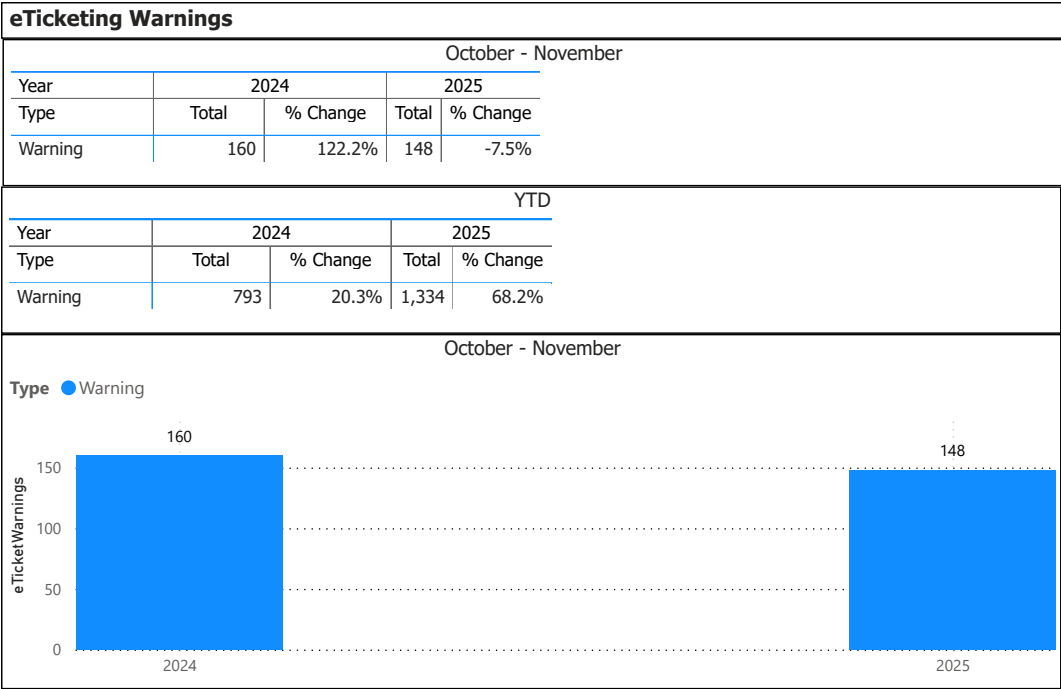 eTicketing Warnings
October - November
Year 2024 2025
Type Total % Change Total % Change
Warning 160 122.2% 148 -7.5%
YTD
Year 2024 2025
Type Total % Change Total % Change
Warning 793 20.3% 1,334 68.2%
October - November
Type Warning
160
148
150
100
50
0
eTicketWarnings
2024 2025